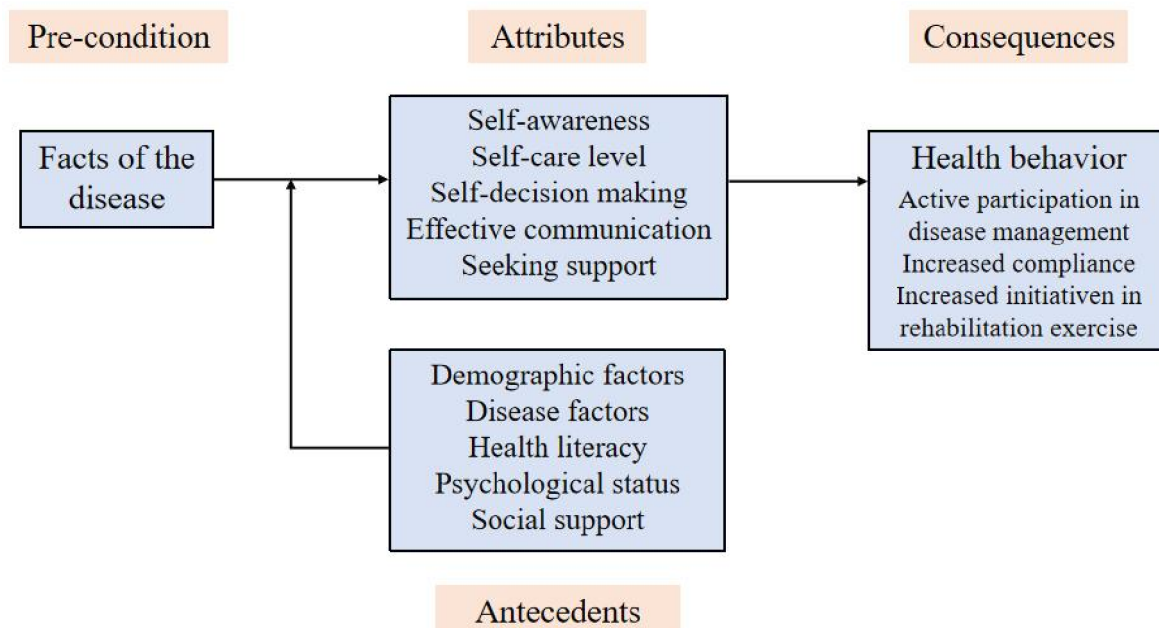 Pre-condition
Attributes
Consequences
Facts of the
disease
Self-awareness
Self-care level
Self-decision making
Effective communication
Seeking support
Health behavior
Active participation in
disease management
Increased compliance
Increased initiativen in
rehabilitation exercise
Demographic factors
Disease factors
Health literacy
Psychological status
Social support
Antecedents